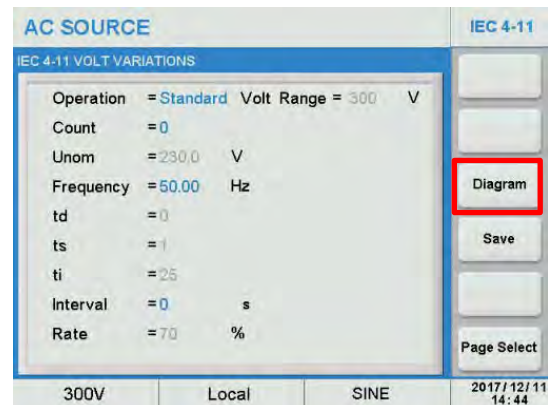 AC SOURCE
IEC 4-11
IEC 4-11 VOLT VARIATIONS
Operation = Standard Volt Range = 300 V
Count = 0
Unom = 230.0 V
Frequency = 50.00 Hz
td = 0
ts = 1
ti = 25
Interval = 0 s
Rate = 70 %
Diagram
Save
Page Select
300V Local SINE
2017/12/11
14:44